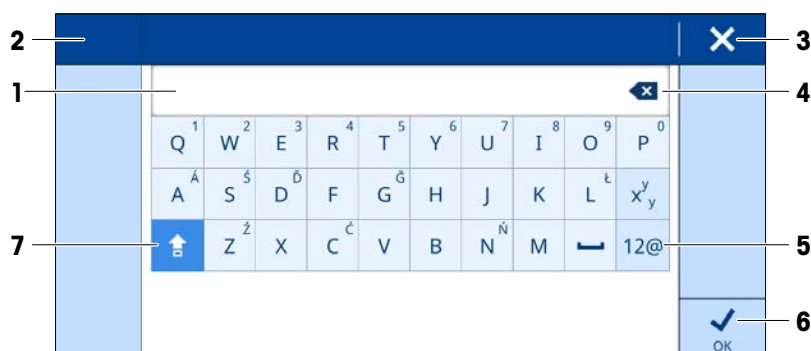 2 3
1 4
Q 1 W 2 E 3 R 4 T 5 Y 6 U 7 I 8 O 9 P 0
A Á S Ś D Ď F G Ğ H J K L Ł x y y
7 Z Ź X C Ć V B N Ń M 12@ 5
6
OK